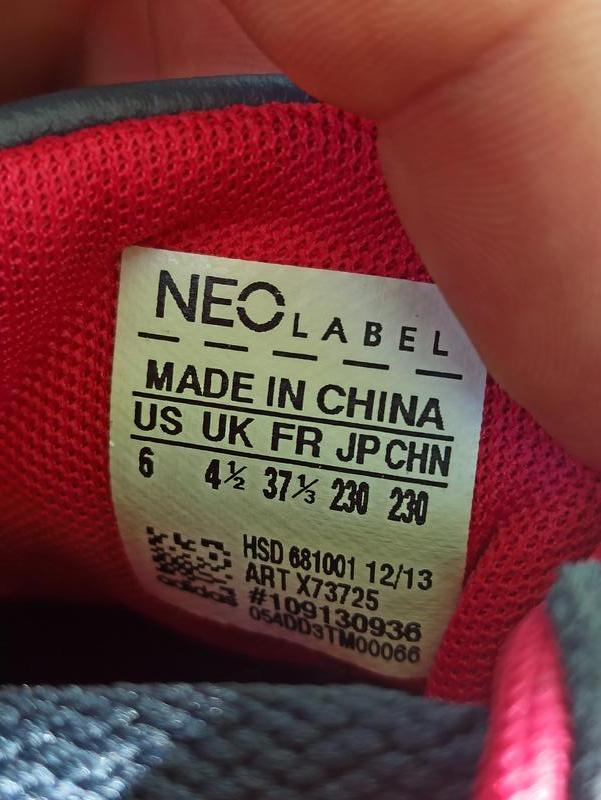 NEO LABEL
MADE IN CHINA
US UK FR JP CHN
6 4½ 37⅓ 230 230
HSD 681001 12/13
ART X73725
#109130936
054DD3TM00066
adidas